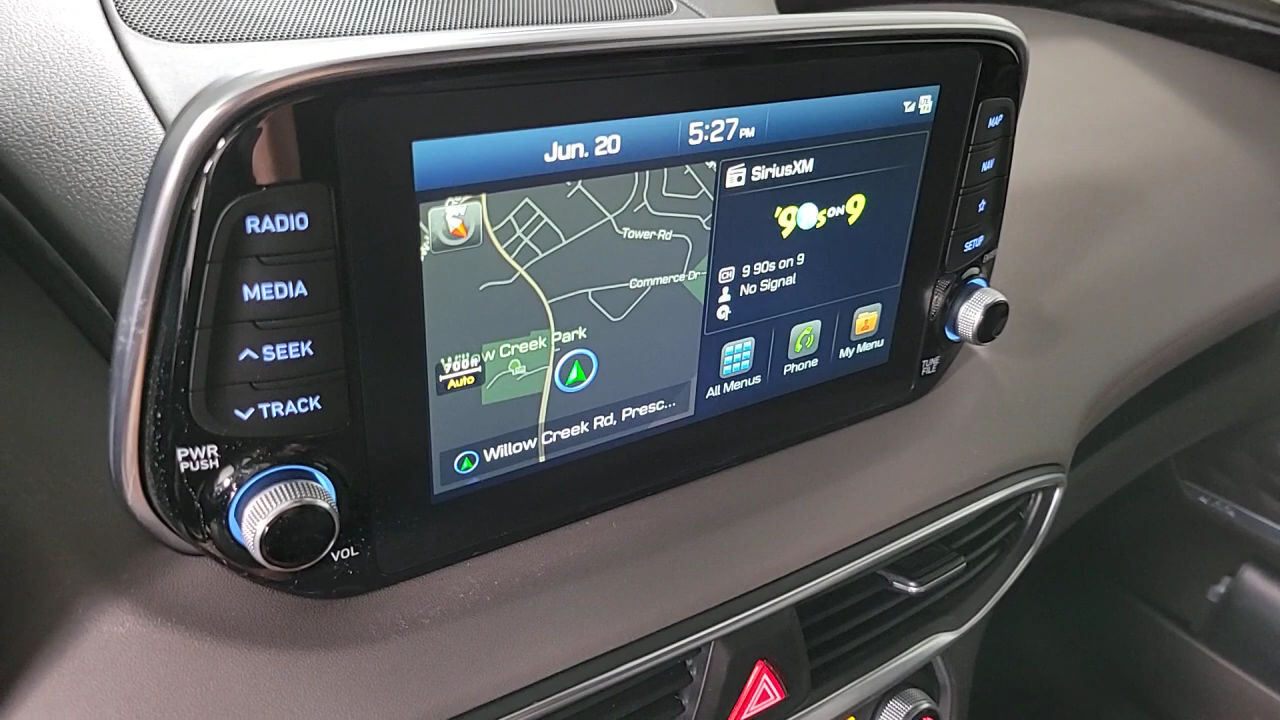 RADIO
MEDIA
SEEK
TRACK
PWR
PUSH
VOL
Jun. 20
5:27 PM
Tower Rd
Commerce Dr
Willow Creek Park
700ft
Auto
Willow Creek Rd, Presc...
SiriusXM
'90s ON 9
CH 9 90s on 9
No Signal
All Menus
Phone
My Menu
MAP
NAV
SETUP
TUNE
FILE